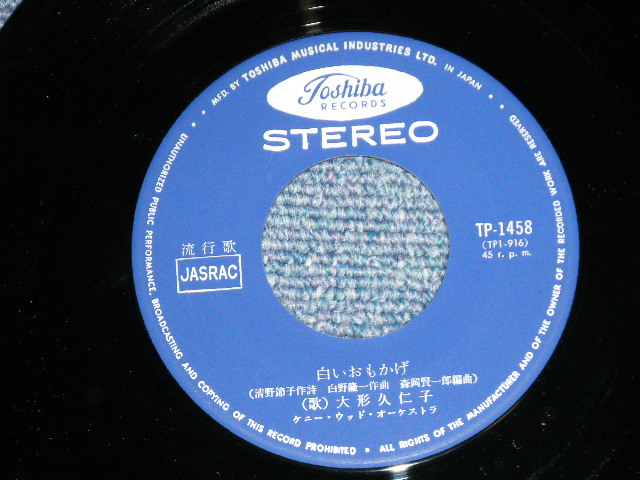 MFD. BY TOSHIBA MUSICAL INDUSTRIES LTD. IN JAPAN
Toshiba
RECORDS
STEREO
TP-1458
(TP1-916)
45 r. p. m.
流行歌
JASRAC
白いおもかげ
(清野節子作詩 白野隆一作曲 森岡賢一郎編曲)
(歌) 大形久仁子
ケニー・ウッド・オーケストラ
UNAUTHORIZED PUBLIC PERFORMANCE, BROADCASTING AND COPYING OF THIS RECORD PROHIBITED • ALL RIGHTS OF THE MANUFACTURER AND OF THE OWNER OF THE RECORDED WORK ARE RESERVED